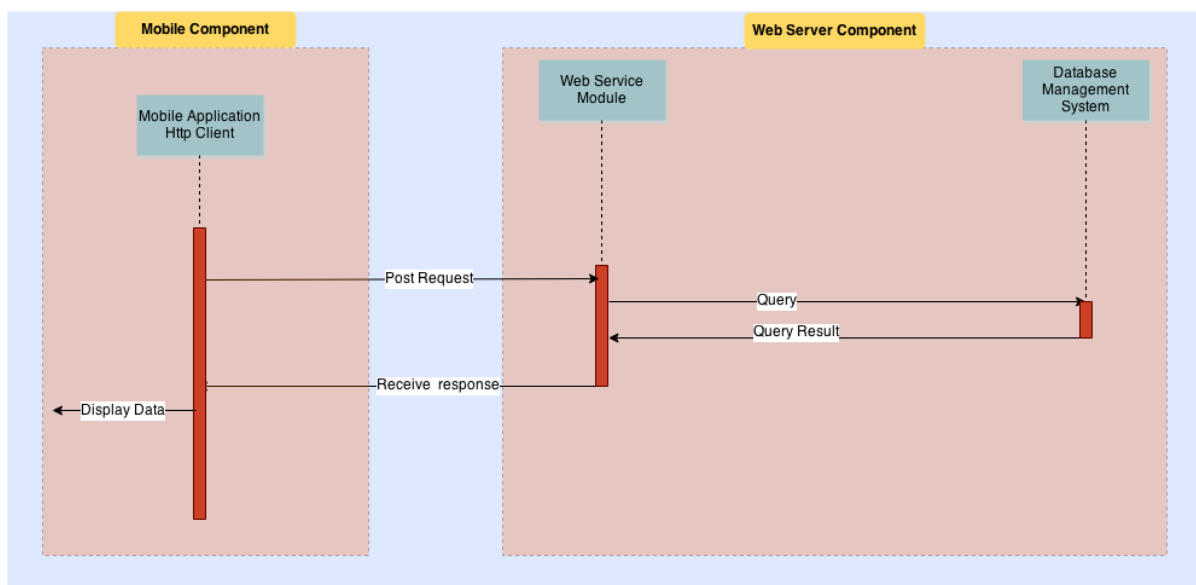 Mobile Component
Web Server Component
Mobile Application
Http Client
Web Service
Module
Database
Management
System
Post Request
Query
Query Result
Receive response
Display Data